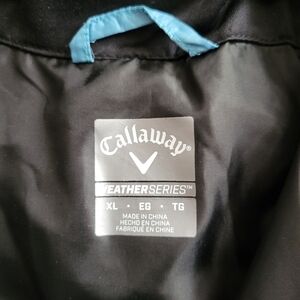 Callaway®
WEATHERSERIES™
XL • EG • TG
MADE IN CHINA
HECHO EN CHINA
FABRIQUÉ EN CHINE